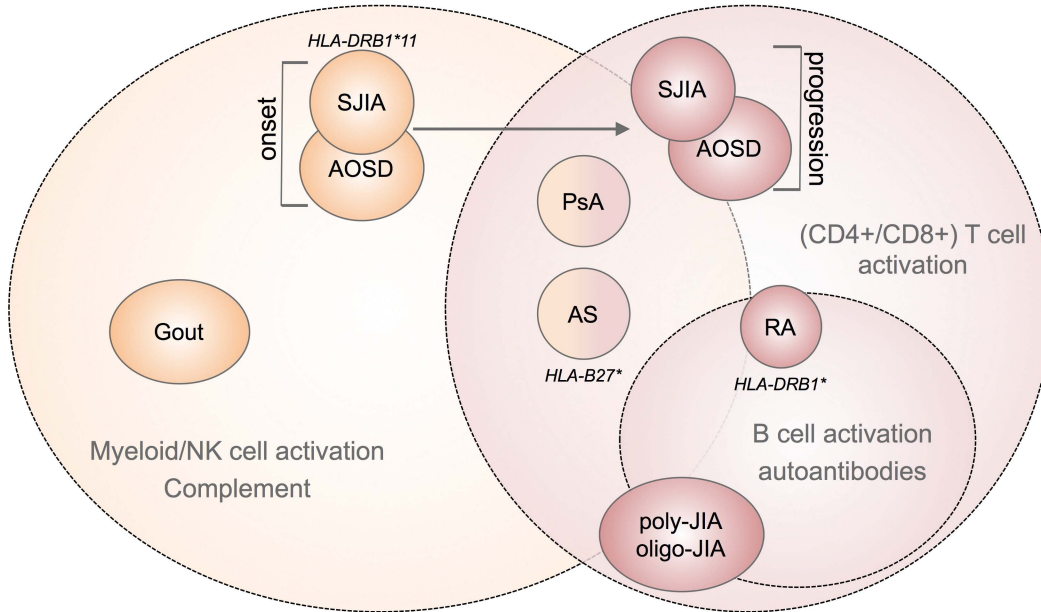 HLA-DRB1*11
onset
SJIA
AOSD
SJIA
AOSD
progression
PsA
(CD4+/CD8+) T cell
activation
Gout
AS
HLA-B27*
RA
HLA-DRB1*
Myeloid/NK cell activation
Complement
B cell activation
autoantibodies
poly-JIA
oligo-JIA